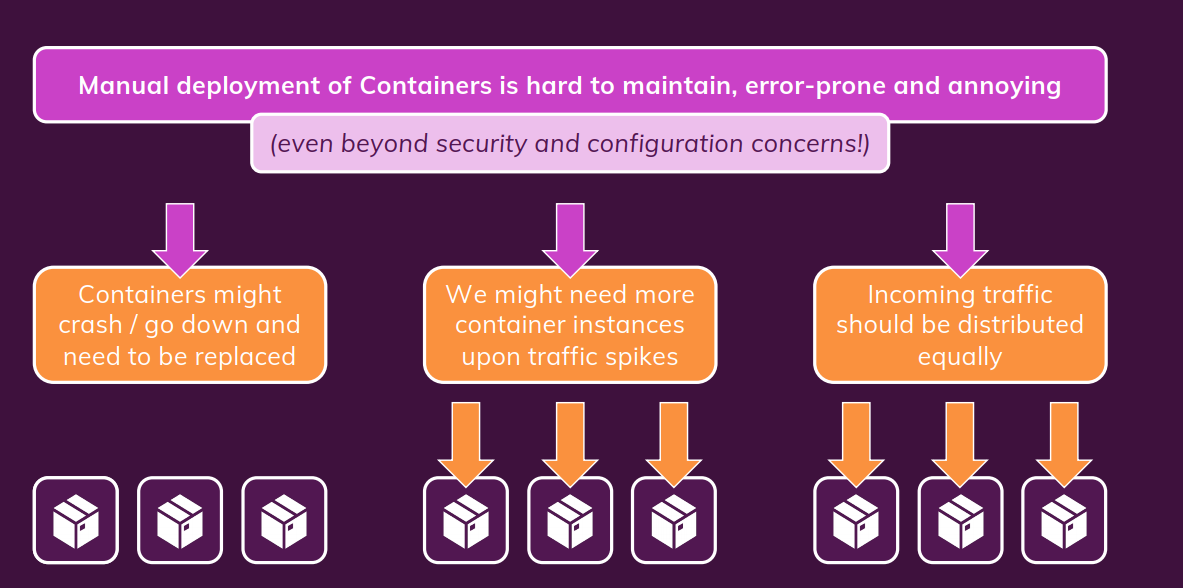 Manual deployment of Containers is hard to maintain, error-prone and annoying
(even beyond security and configuration concerns!)
Containers might
crash / go down and
need to be replaced
We might need more
container instances
upon traffic spikes
Incoming traffic
should be distributed
equally